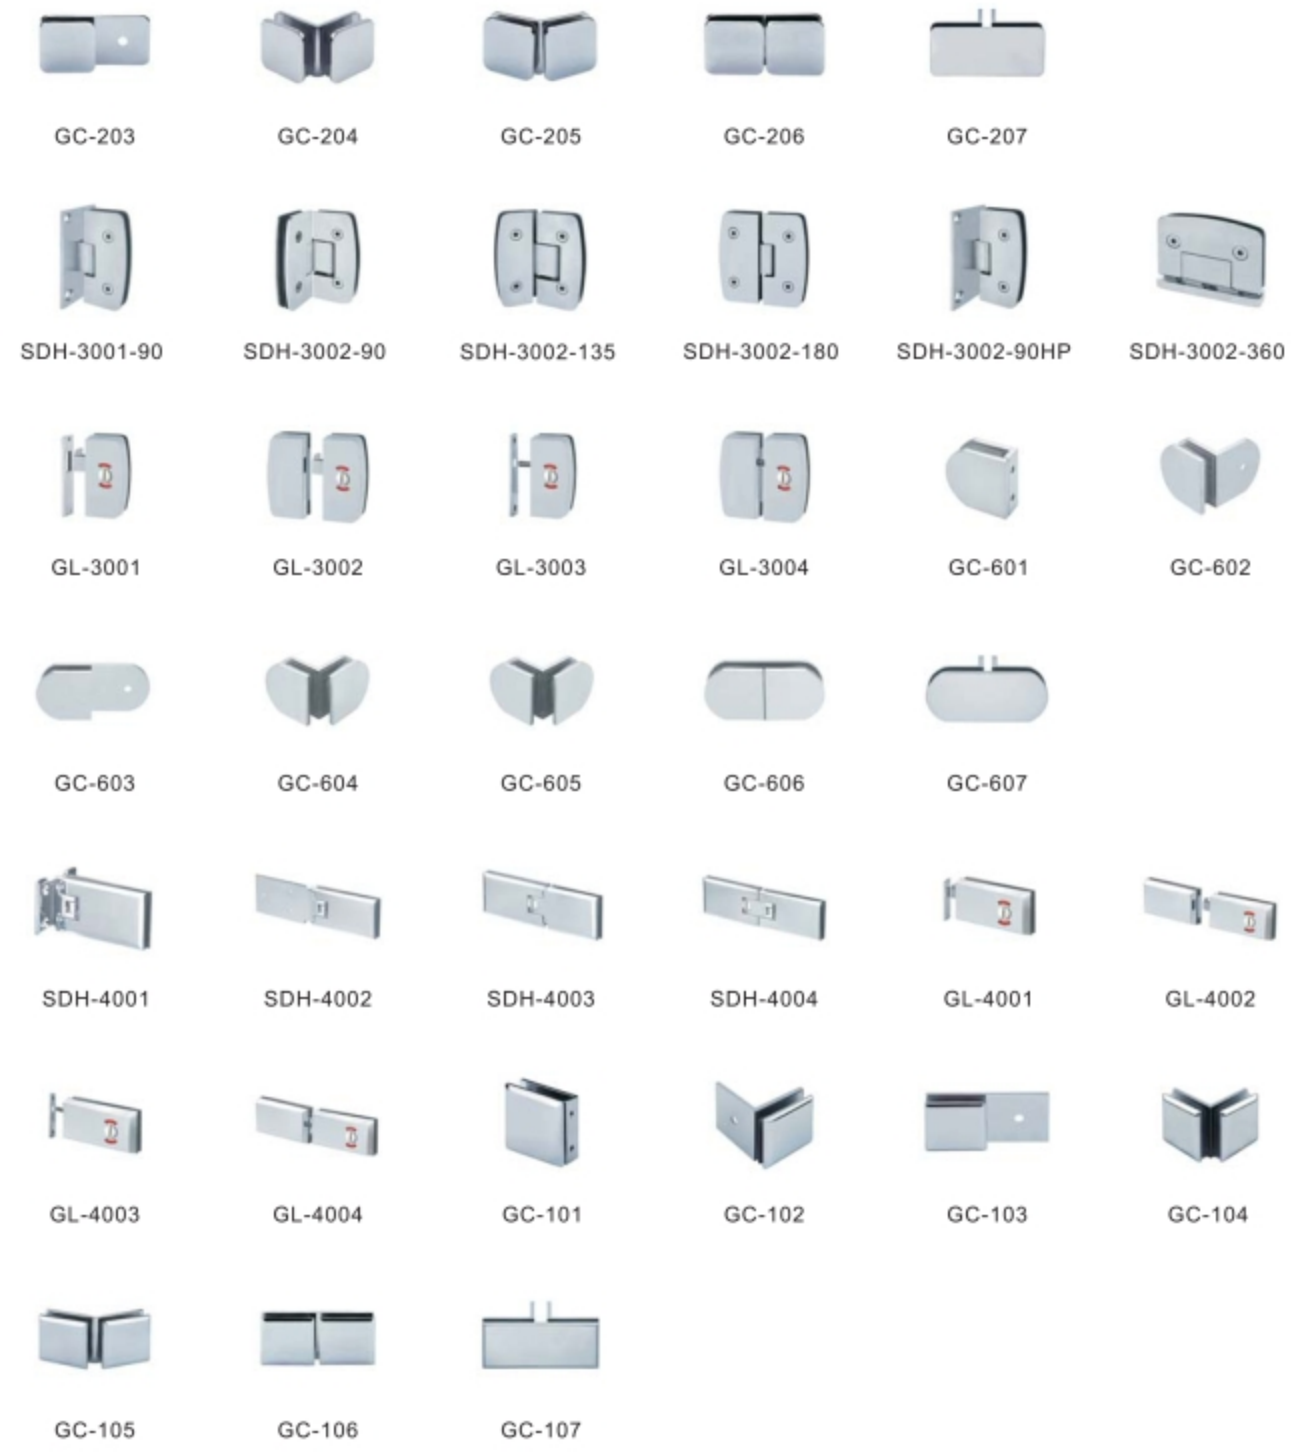 GC-203 GC-204 GC-205 GC-206 GC-207
SDH-3001-90 SDH-3002-90 SDH-3002-135 SDH-3002-180 SDH-3002-90HP SDH-3002-360
GL-3001 GL-3002 GL-3003 GL-3004 GC-601 GC-602
GC-603 GC-604 GC-605 GC-606 GC-607
SDH-4001 SDH-4002 SDH-4003 SDH-4004 GL-4001 GL-4002
GL-4003 GL-4004 GC-101 GC-102 GC-103 GC-104
GC-105 GC-106 GC-107